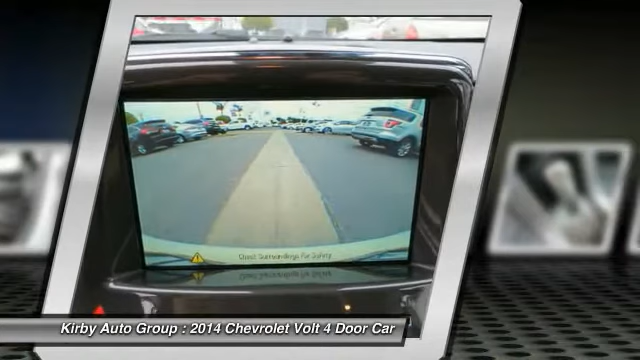 Check Surroundings For Safety
Kirby Auto Group : 2014 Chevrolet Volt 4 Door Car